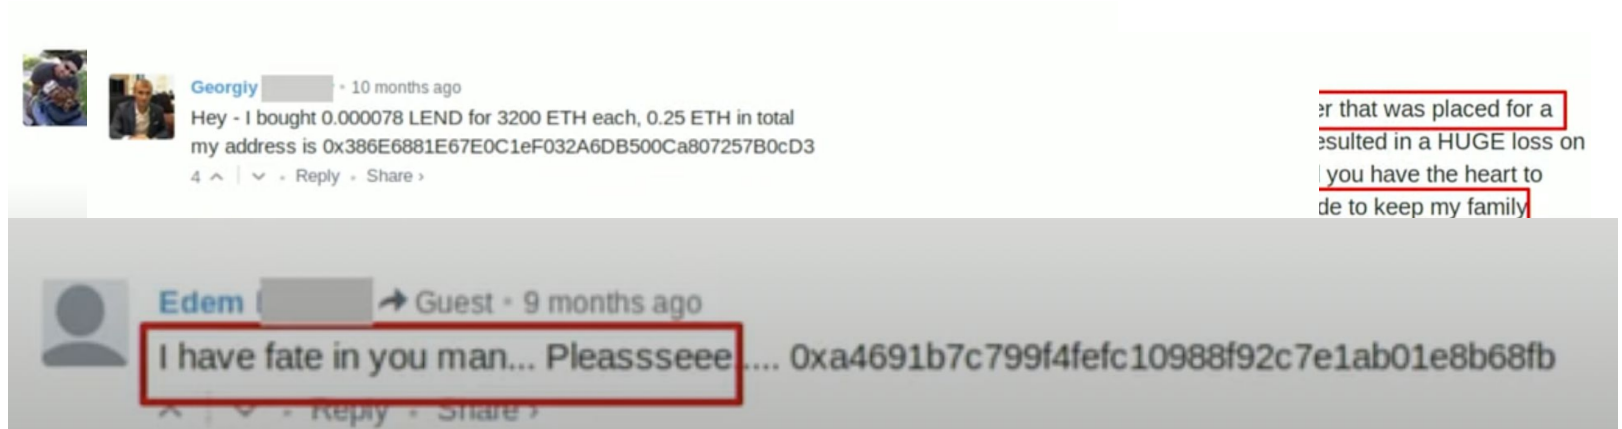 Georgiy • 10 months ago
Hey - I bought 0.000078 LEND for 3200 ETH each, 0.25 ETH in total
my address is 0x386E6881E67E0C1eF032A6DB500Ca807257B0cD3
4 Reply • Share ›
er that was placed for a
esulted in a HUGE loss on
you have the heart to
de to keep my family
Edem Guest • 9 months ago
I have fate in you man... Pleassseee.... 0xa4691b7c799f4fefc10988f92c7e1ab01e8b68fb
Reply • Share ›